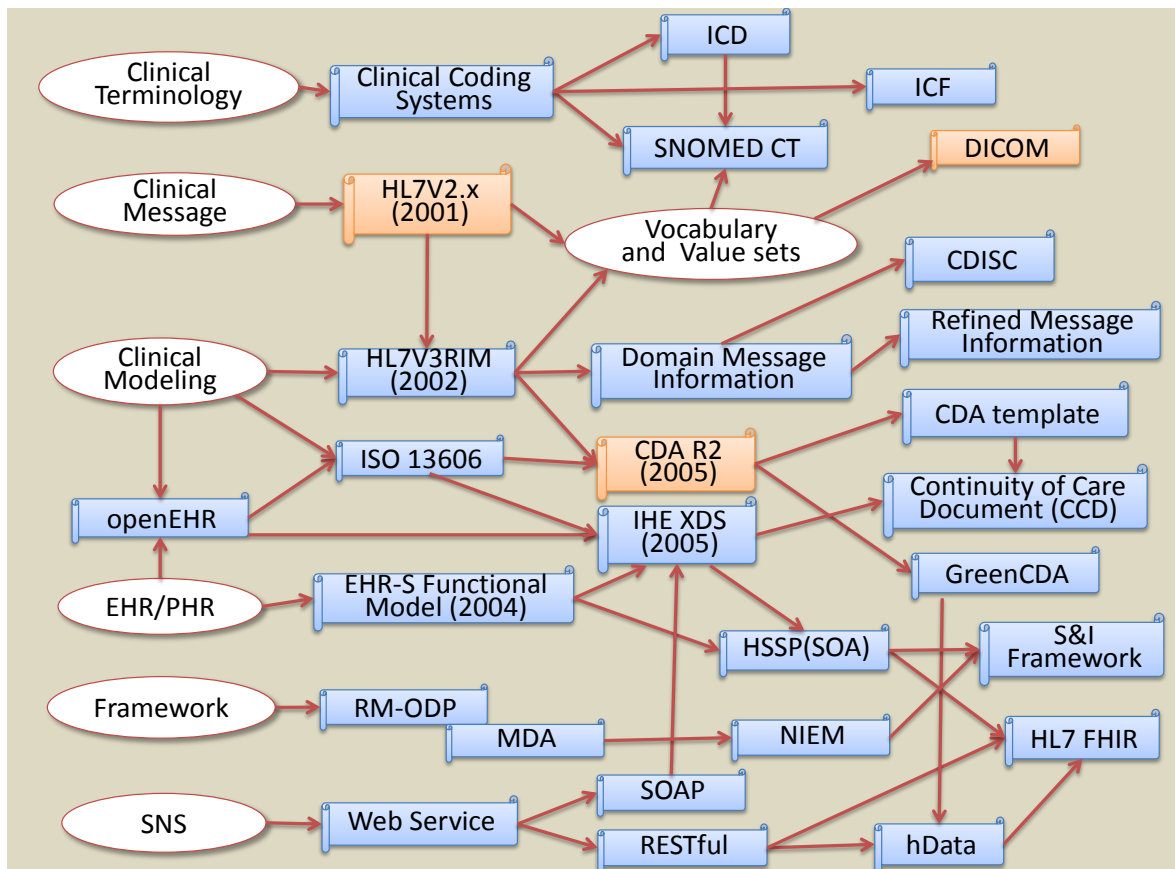 ICD
Clinical
Terminology
Clinical Coding
Systems
ICF
SNOMED CT
DICOM
Clinical
Message
HL7V2.x
(2001)
Vocabulary
and Value sets
CDISC
Refined Message
Information
Clinical
Modeling
HL7V3RIM
(2002)
Domain Message
Information
CDA template
ISO 13606
CDA R2
(2005)
Continuity of Care
Document (CCD)
openEHR
IHE XDS
(2005)
GreenCDA
EHR/PHR
EHR-S Functional
Model (2004)
HSSP(SOA)
S&I
Framework
Framework
RM-ODP
MDA
NIEM
HL7 FHIR
SOAP
SNS
Web Service
RESTful
hData